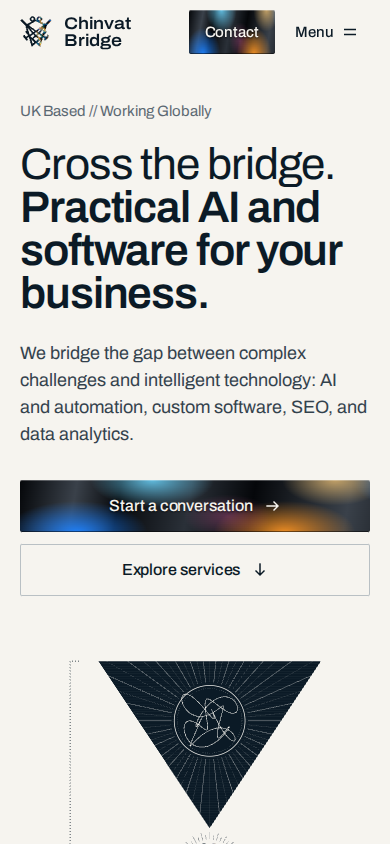 Chinvat
Bridge
Contact
Menu
UK Based // Working Globally
Cross the bridge.
Practical AI and
software for your
business.
We bridge the gap between complex
challenges and intelligent technology: AI
and automation, custom software, SEO, and
data analytics.
Start a conversation →
Explore services ↓